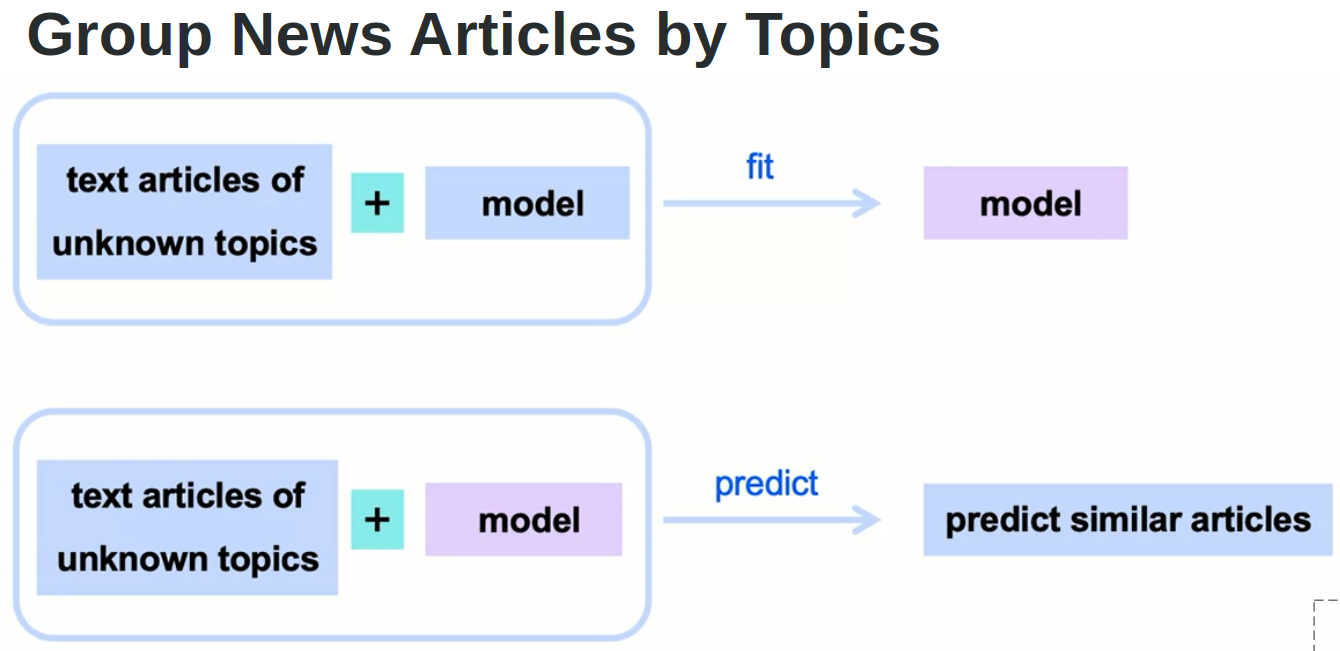 Group News Articles by Topics
text articles of
unknown topics
+
model
fit
model
text articles of
unknown topics
+
model
predict
predict similar articles